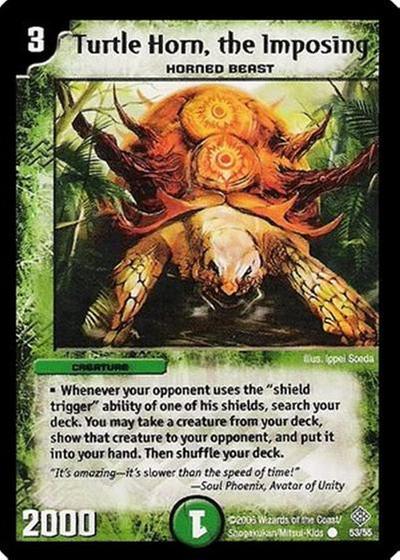 3
Turtle Horn, the Imposing
HORNED BEAST
Illus. Ippei Soeda
CREATURE
▪ Whenever your opponent uses the "shield
trigger" ability of one of his shields, search your
deck. You may take a creature from your deck,
show that creature to your opponent, and put it
into your hand. Then shuffle your deck.
"It's amazing—it's slower than the speed of time!"
—Soul Phoenix, Avatar of Unity
2000
1
©2006 Wizards of the Coast/
Shogakukan/Mitsui-Kids
53/55